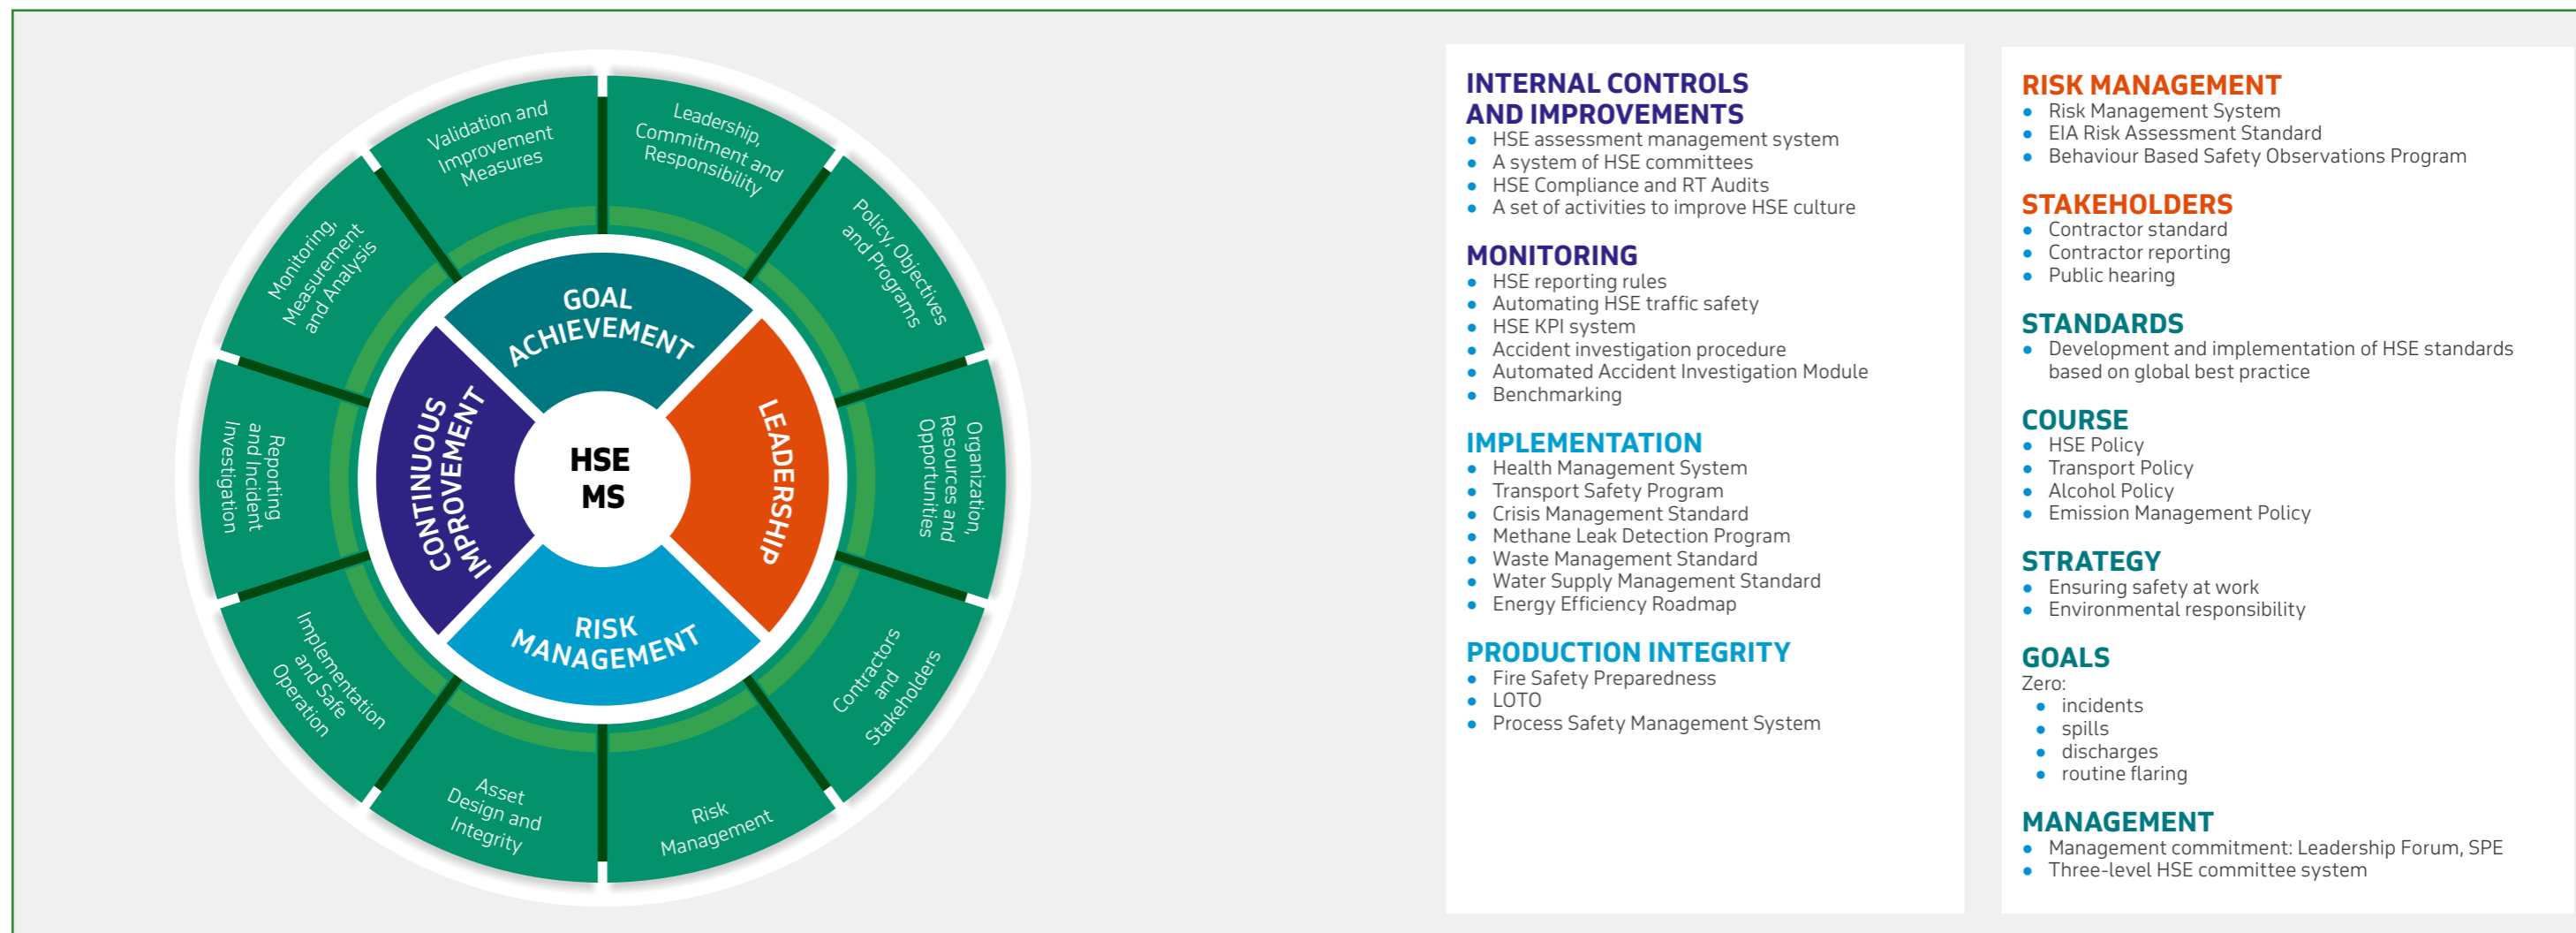 Leadership,
Commitment and
Responsibility
Policy, Objectives
and Programs
Organization,
Resources and
Opportunities
Contractors
and
Stakeholders
Risk
Management
Asset
Design and
Integrity
Implementation
and Safe
Operation
Reporting
and Incident
Investigation
Monitoring,
Measurement
and Analysis
Validation and
Improvement
Measures
GOAL
ACHIEVEMENT
LEADERSHIP
RISK
MANAGEMENT
CONTINUOUS
IMPROVEMENT
HSE
MS
INTERNAL CONTROLS
AND IMPROVEMENTS
• HSE assessment management system
• A system of HSE committees
• HSE Compliance and RT Audits
• A set of activities to improve HSE culture
MONITORING
• HSE reporting rules
• Automating HSE traffic safety
• HSE KPI system
• Accident investigation procedure
• Automated Accident Investigation Module
• Benchmarking
IMPLEMENTATION
• Health Management System
• Transport Safety Program
• Crisis Management Standard
• Methane Leak Detection Program
• Waste Management Standard
• Water Supply Management Standard
• Energy Efficiency Roadmap
PRODUCTION INTEGRITY
• Fire Safety Preparedness
• LOTO
• Process Safety Management System
RISK MANAGEMENT
• Risk Management System
• EIA Risk Assessment Standard
• Behaviour Based Safety Observations Program
STAKEHOLDERS
• Contractor standard
• Contractor reporting
• Public hearing
STANDARDS
• Development and implementation of HSE standards
based on global best practice
COURSE
• HSE Policy
• Transport Policy
• Alcohol Policy
• Emission Management Policy
STRATEGY
• Ensuring safety at work
• Environmental responsibility
GOALS
Zero:
• incidents
• spills
• discharges
• routine flaring
MANAGEMENT
• Management commitment: Leadership Forum, SPE
• Three-level HSE committee system